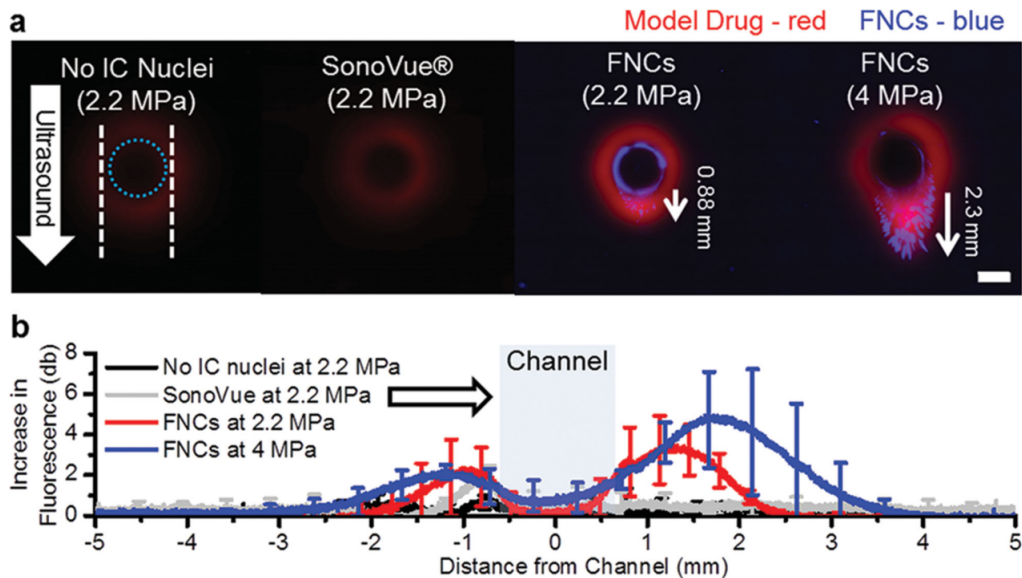 a
Model Drug - red
FNCs - blue
Ultrasound
No IC Nuclei
(2.2 MPa)
SonoVue®
(2.2 MPa)
FNCs
(2.2 MPa)
0.88 mm
FNCs
(4 MPa)
2.3 mm
b
Increase in
Fluorescence (db)
8
6
4
2
0
No IC nuclei at 2.2 MPa
SonoVue at 2.2 MPa
FNCs at 2.2 MPa
FNCs at 4 MPa
Channel
-5 -4 -3 -2 -1 0 1 2 3 4 5
Distance from Channel (mm)